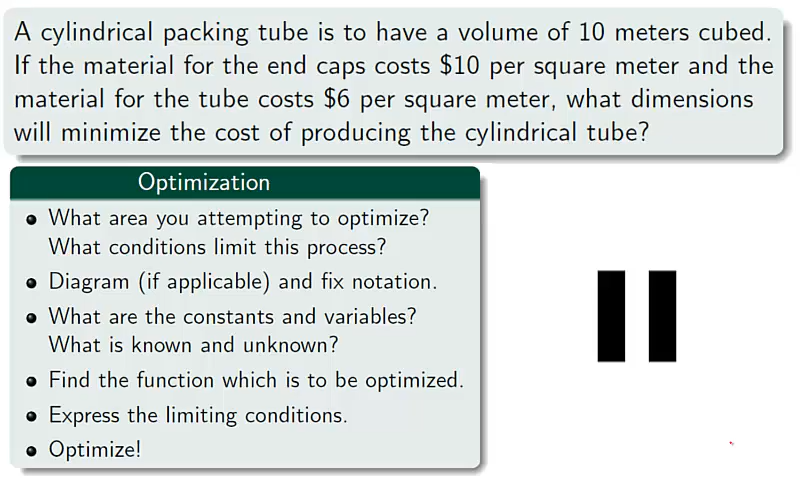 A cylindrical packing tube is to have a volume of 10 meters cubed.
If the material for the end caps costs $10 per square meter and the
material for the tube costs $6 per square meter, what dimensions
will minimize the cost of producing the cylindrical tube?
Optimization
• What area you attempting to optimize?
What conditions limit this process?
• Diagram (if applicable) and fix notation.
• What are the constants and variables?
What is known and unknown?
• Find the function which is to be optimized.
• Express the limiting conditions.
• Optimize!